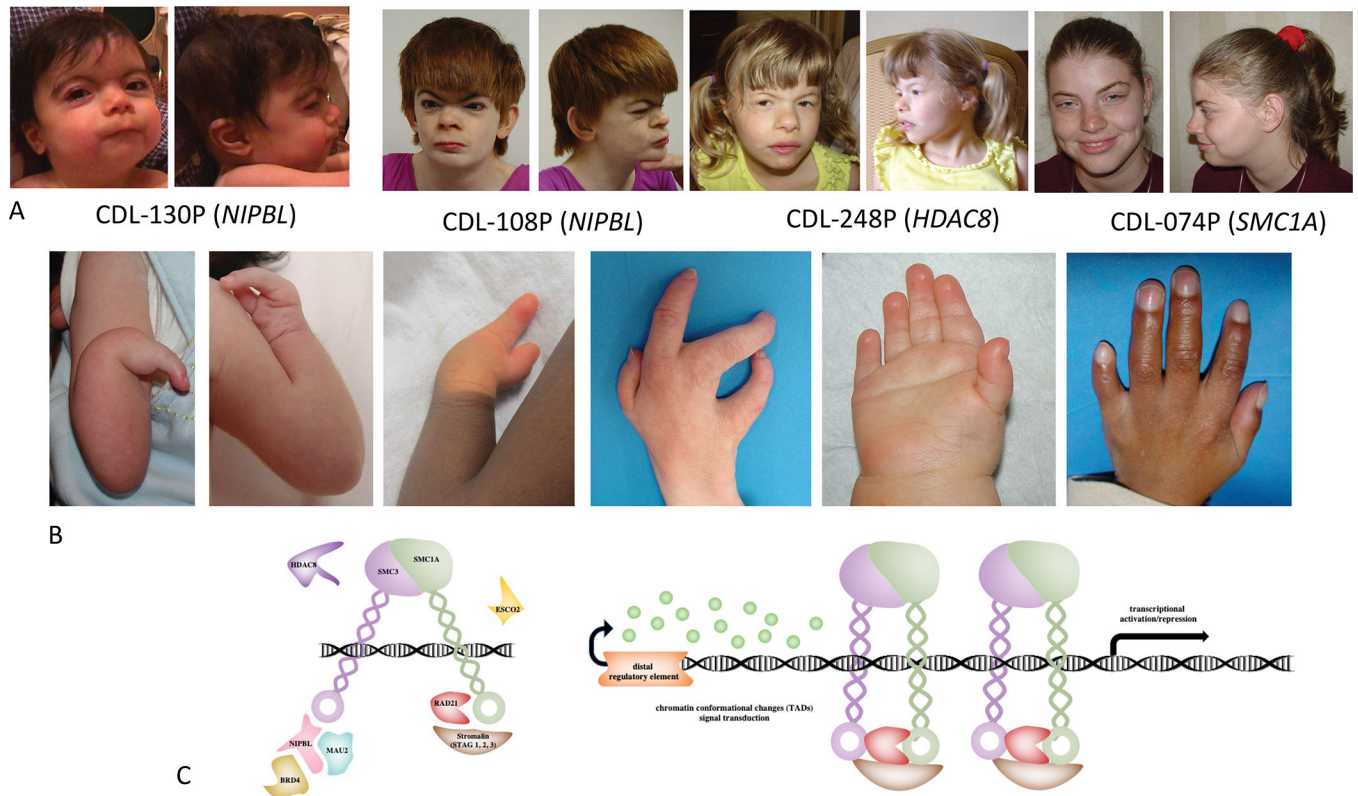 A
CDL-130P (NIPBL)
CDL-108P (NIPBL)
CDL-248P (HDAC8)
CDL-074P (SMC1A)
B
HDAC8
SMC3
SMC1A
ESCO2
RAD21
Stromalin
(STAG 1, 2, 3)
NIPBL
MAU2
BRD4
C
distal
regulatory element
chromatin conformational changes (TADs)
signal transduction
transcriptional
activation/repression